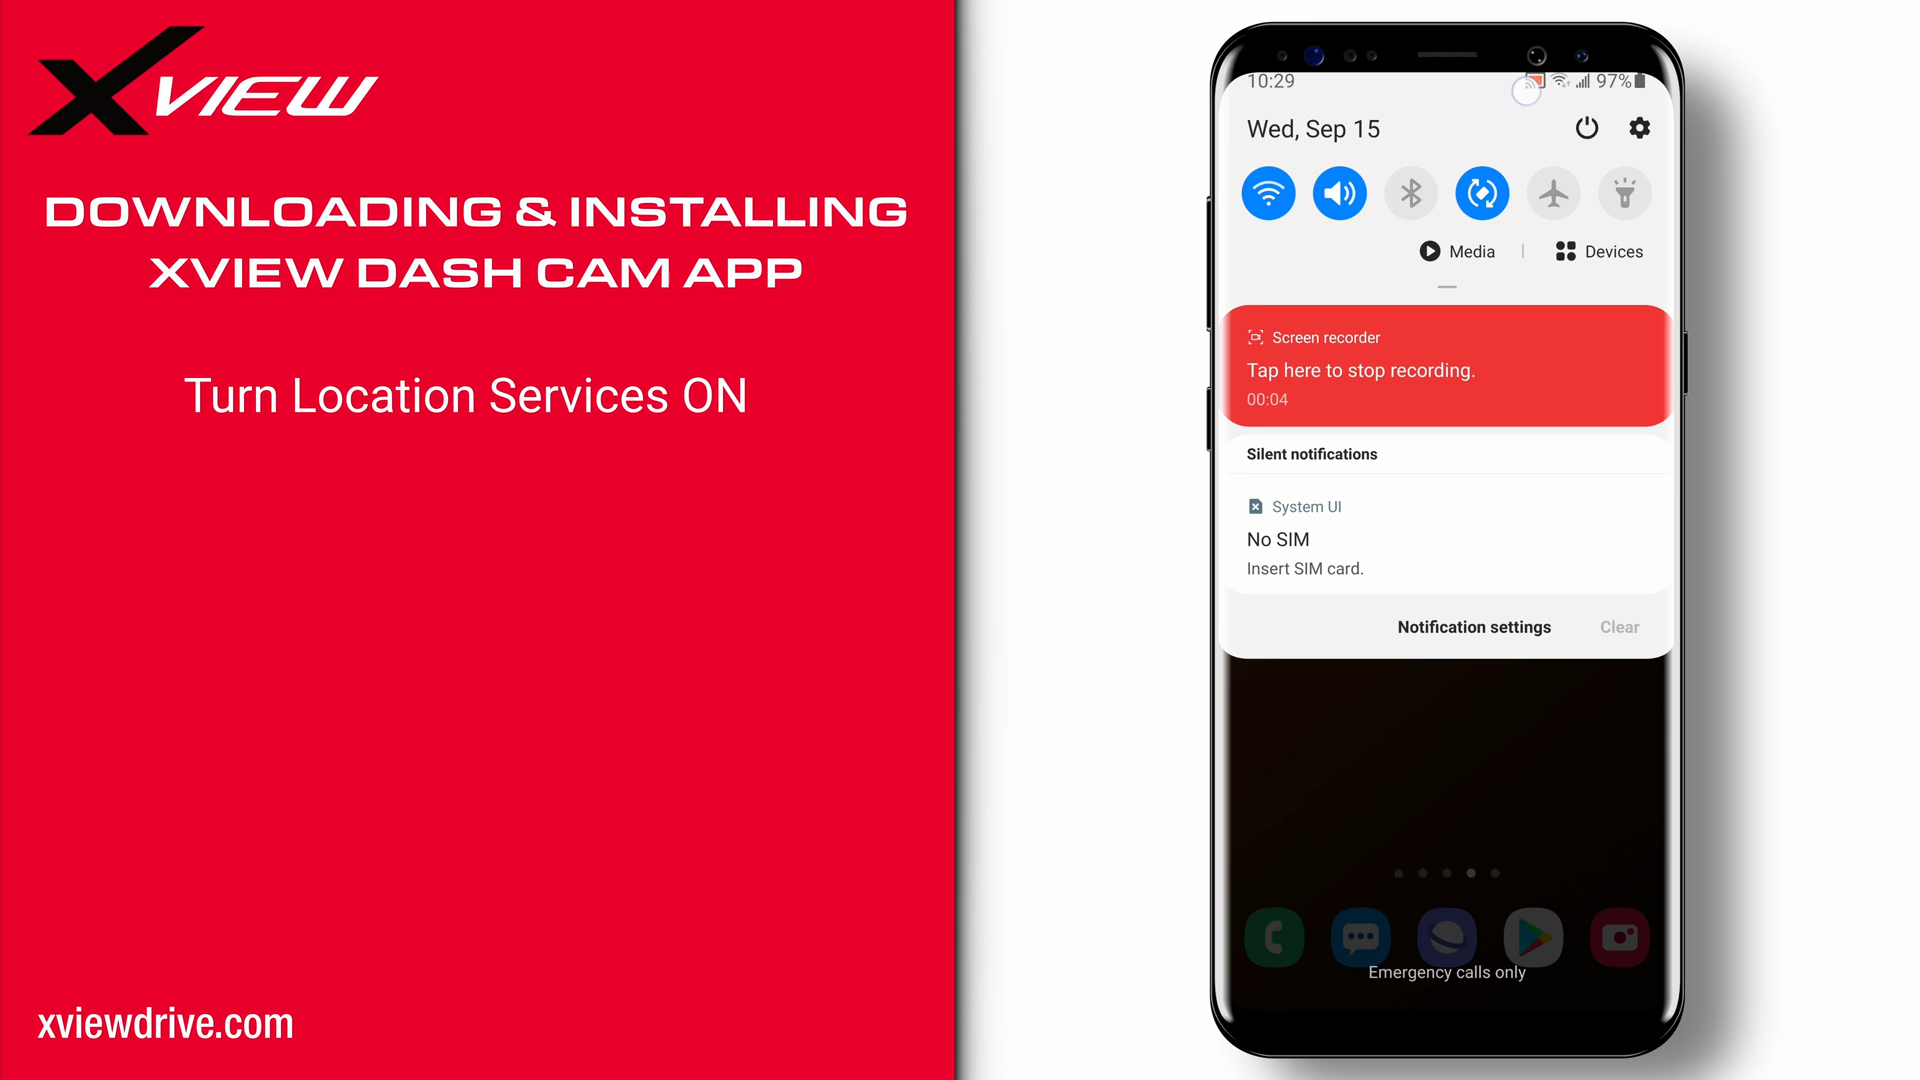 XVIEW
DOWNLOADING & INSTALLING
XVIEW DASH CAM APP
Turn Location Services ON
xviewdrive.com
10:29
97%
Wed, Sep 15
Media
Devices
Screen recorder
Tap here to stop recording.
00:04
Silent notifications
System UI
No SIM
Insert SIM card.
Notification settings
Clear
Emergency calls only